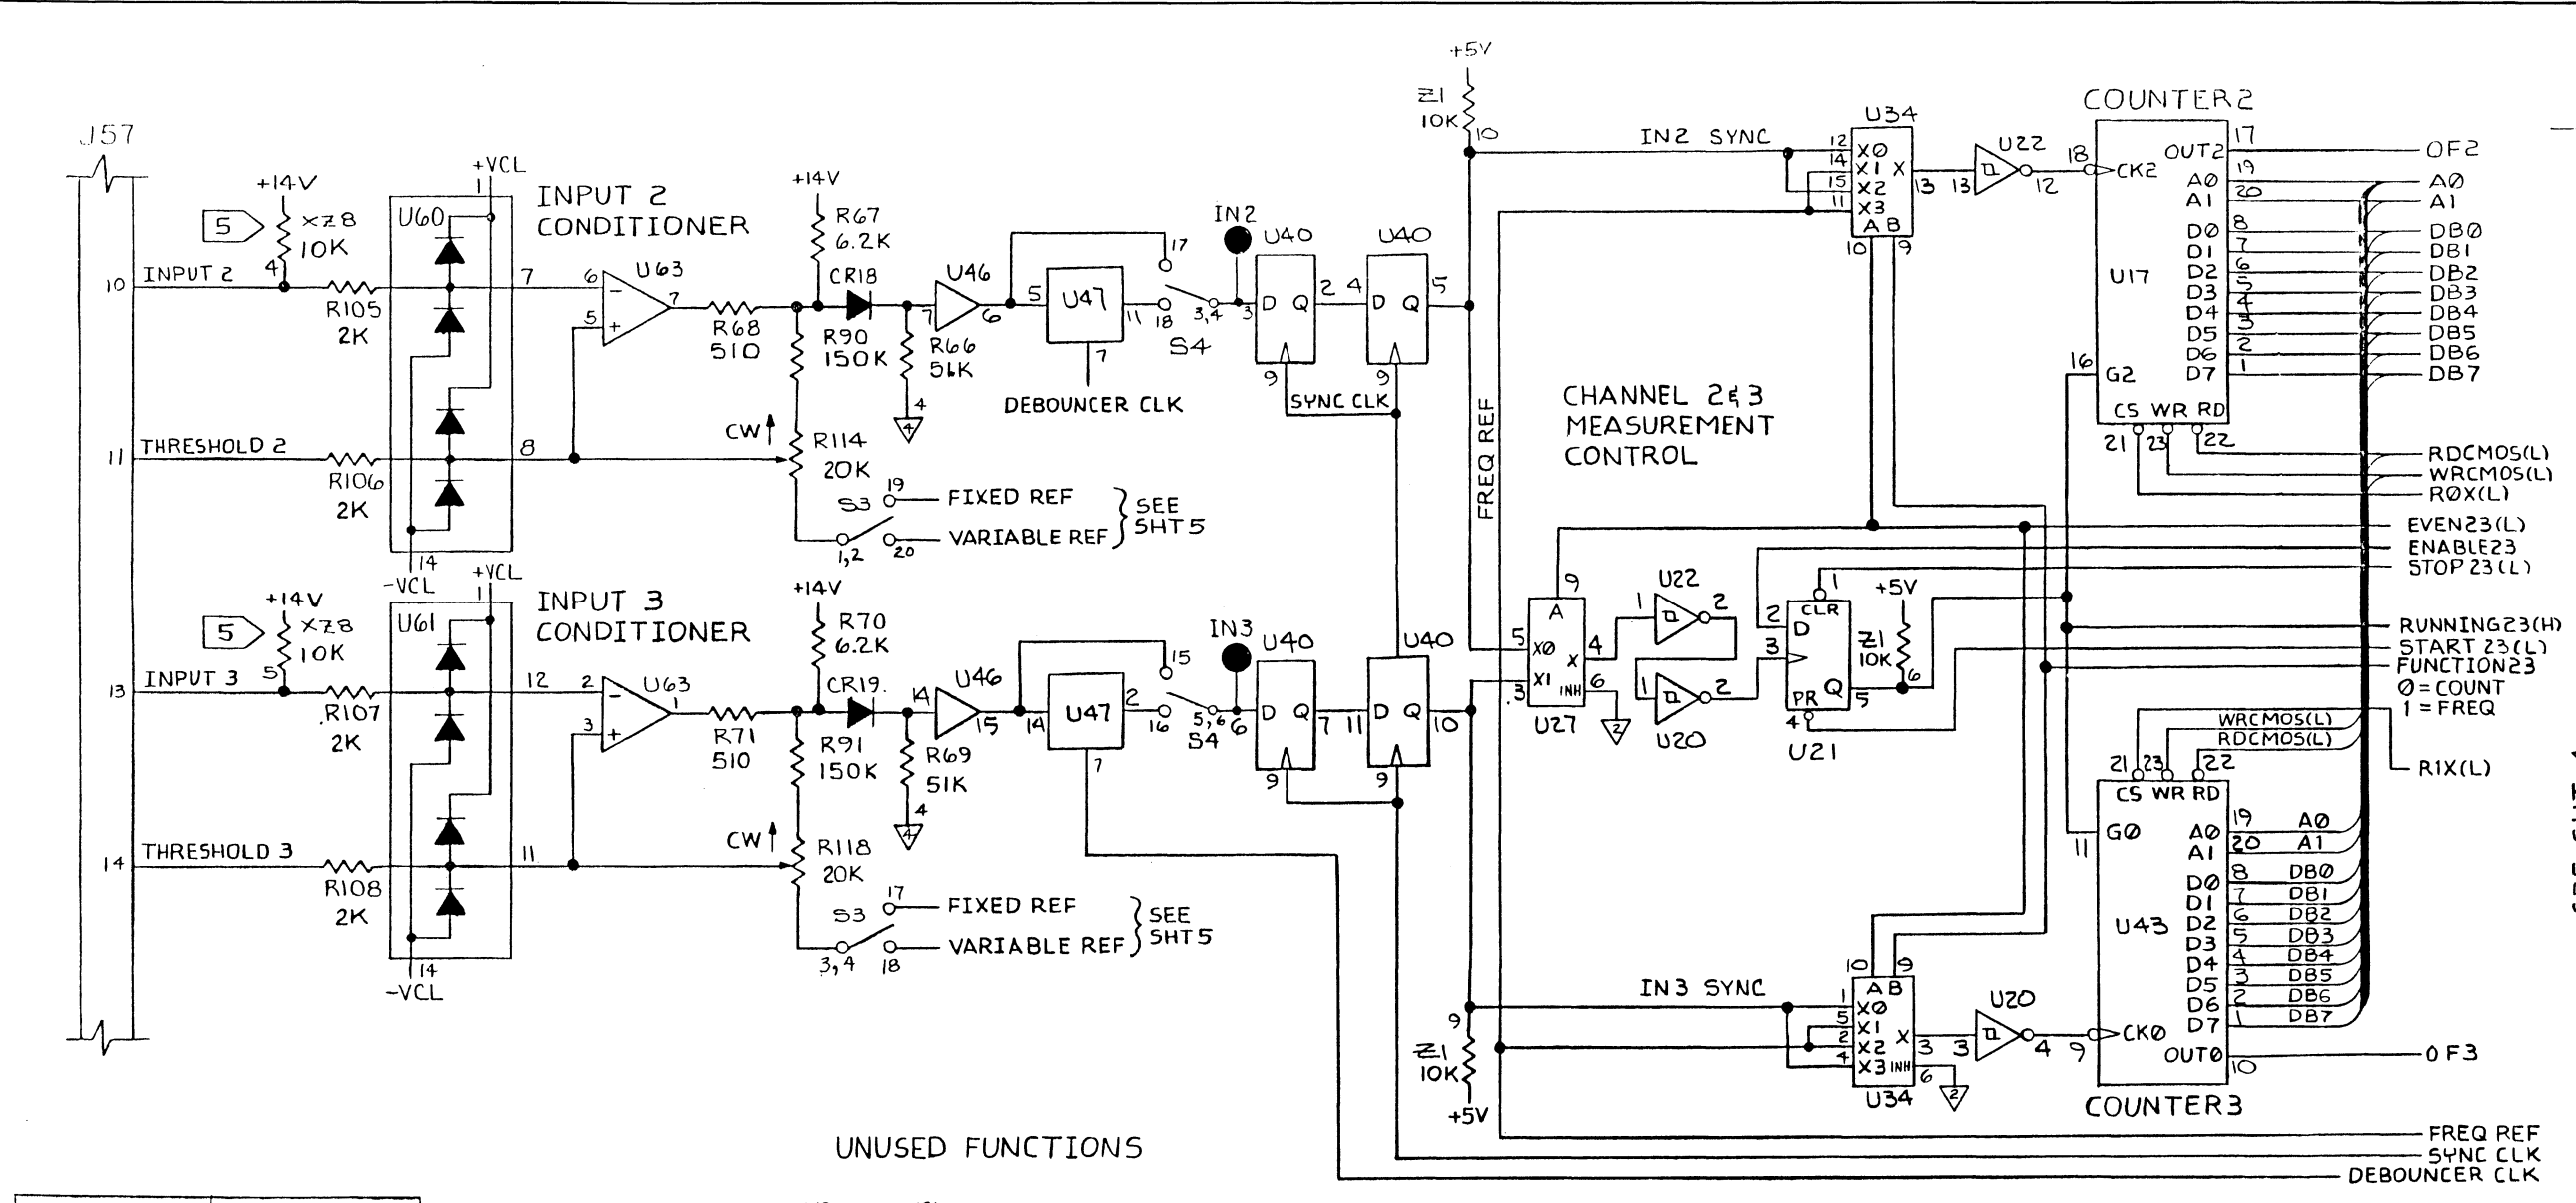 J57
+14V
5
XZ8
10K
4
10
INPUT 2
R105
2K
11
THRESHOLD 2
R106
2K
+VCL
1
U60
14
-VCL
INPUT 2
CONDITIONER
7
8
6
5
U63
7
R68
510
+14V
R67
6.2K
CR18
R90
150K
R66
51K
4
4
CW
R114
20K
S3
19
FIXED REF
VARIABLE REF
1,2
20
SEE
SHT 5
U46
7
6
5
U47
11
7
DEBOUNCER CLK
17
18
3,4
S4
IN2
3
U40
D
Q
9
2
4
U40
D
Q
9
5
SYNC CLK
+5V
Z1
10K
10
IN2 SYNC
FREQ REF
CHANNEL 2&3
MEASUREMENT
CONTROL
U34
12
14
15
11
X0
X1
X2
X3
X
A B
10
9
13
13
U22
12
18
COUNTER2
CK2
U17
16
G2
OUT2
A0
A1
D0
D1
D2
D3
D4
D5
D6
D7
CS WR RD
21
23
22
17
19
20
8
7
6
5
4
3
2
1
OF2
A0
A1
DB0
DB1
DB2
DB3
DB4
DB5
DB6
DB7
RDCMOS(L)
WRCMOS(L)
R0X(L)
EVEN23(L)
ENABLE23
STOP 23(L)
RUNNING23(H)
START 23(L)
FUNCTION23
0=COUNT
1=FREQ
R1X(L)
+14V
5
XZ8
10K
5
13
INPUT 3
R107
2K
14
THRESHOLD 3
R108
2K
+VCL
1
U61
14
-VCL
INPUT 3
CONDITIONER
12
11
2
3
U63
1
R71
510
+14V
R70
6.2K
CR19
R91
150K
R69
51K
4
4
CW
R118
20K
S3
17
FIXED REF
VARIABLE REF
3,4
18
SEE
SHT 5
U46
14
15
14
U47
2
7
15
16
5,6
S4
IN3
6
U40
D
Q
9
7
11
U40
D
Q
9
10
5
3
9
A
X0
X1
X
INH
U27
4
6
2
U22
1
2
U20
1
2
2
3
D
CLR
1
PR
4
Q
5
U21
+5V
Z1
10K
6
IN3 SYNC
9
Z1
10K
+5V
10
9
A B
1
5
2
4
X0
X1
X2
X3
X
INH
U34
3
6
2
3
U20
4
9
WRCMOS(L)
RDCMOS(L)
21
23
22
CS WR RD
11
G0
U43
CK0
A0
A1
D0
D1
D2
D3
D4
D5
D6
D7
OUT0
19
20
8
7
6
5
4
3
2
1
10
A0
A1
DB0
DB1
DB2
DB3
DB4
DB5
DB6
DB7
OF3
COUNTER3
FREQ REF
SYNC CLK
DEBOUNCER CLK
UNUSED FUNCTIONS